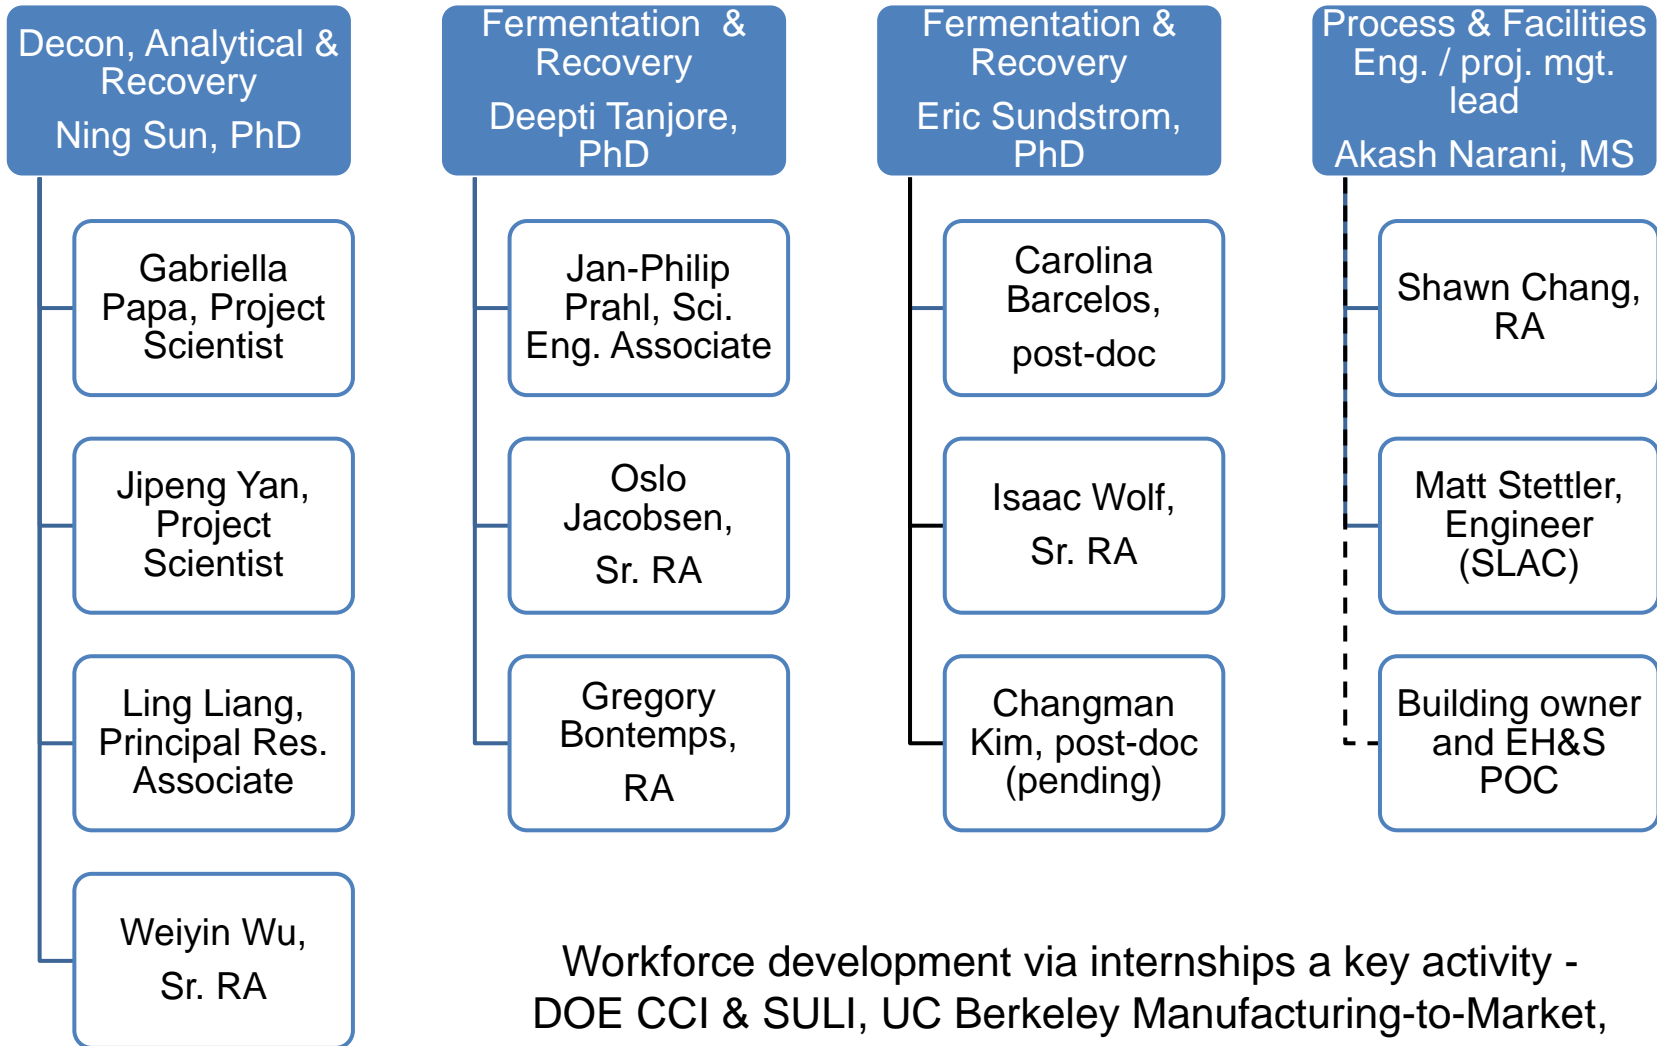 Decon, Analytical &
Recovery
Ning Sun, PhD
Gabriella
Papa, Project
Scientist
Jipeng Yan,
Project
Scientist
Ling Liang,
Principal Res.
Associate
Weiyin Wu,
Sr. RA
Fermentation &
Recovery
Deepti Tanjore,
PhD
Jan-Philip
Prahl, Sci.
Eng. Associate
Oslo
Jacobsen,
Sr. RA
Gregory
Bontemps,
RA
Fermentation &
Recovery
Eric Sundstrom,
PhD
Carolina
Barcelos,
post-doc
Isaac Wolf,
Sr. RA
Changman
Kim, post-doc
(pending)
Process & Facilities
Eng. / proj. mgt.
lead
Akash Narani, MS
Shawn Chang,
RA
Matt Stettler,
Engineer
(SLAC)
Building owner
and EH&S
POC
Workforce development via internships a key activity -
DOE CCI & SULI, UC Berkeley Manufacturing-to-Market,